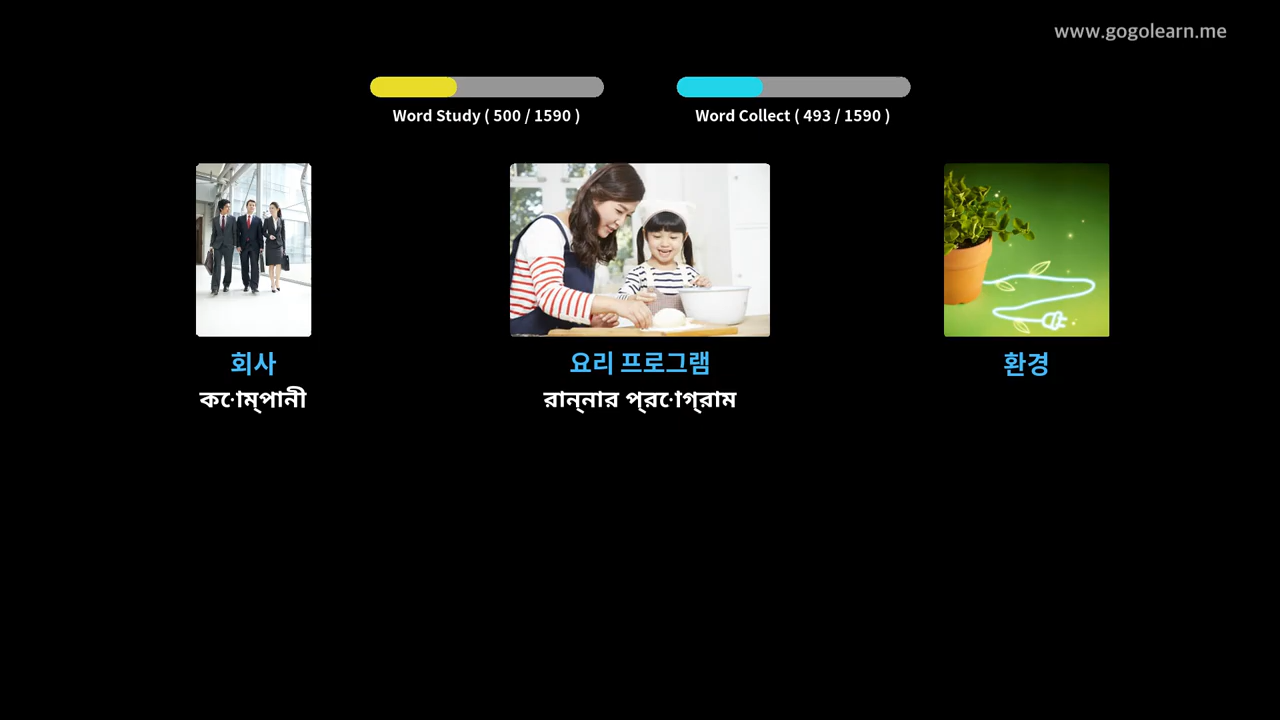 www.gogolearn.me
Word Study ( 500 / 1590 )
Word Collect ( 493 / 1590 )
회사
요리 프로그램
환경
কোম্পানী
রান্নার প্রোগ্রাম